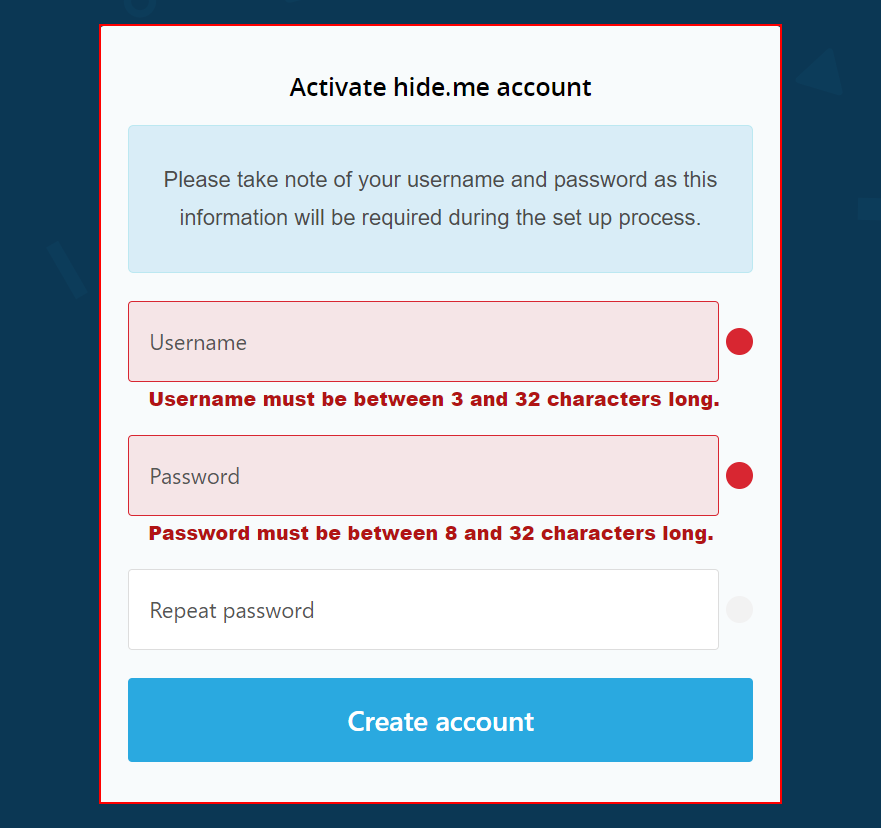 Activate hide.me account
Please take note of your username and password as this
information will be required during the set up process.
Username
Username must be between 3 and 32 characters long.
Password
Password must be between 8 and 32 characters long.
Repeat password
Create account